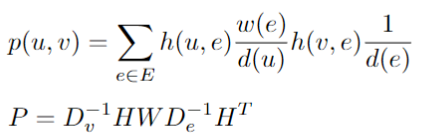 p(u, v) = \sum_{e \in E} h(u, e) \frac{w(e)}{d(u)} h(v, e) \frac{1}{d(e)}
P = D_v^{-1} H W D_e^{-1} H^T